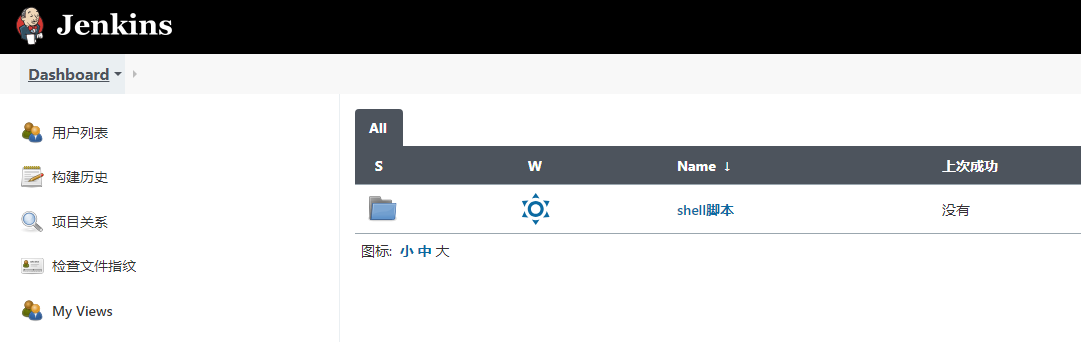 Jenkins
Dashboard
用户列表
构建历史
项目关系
检查文件指纹
My Views
All
S W Name ↓ 上次成功
shell脚本 没有
图标: 小 中 大